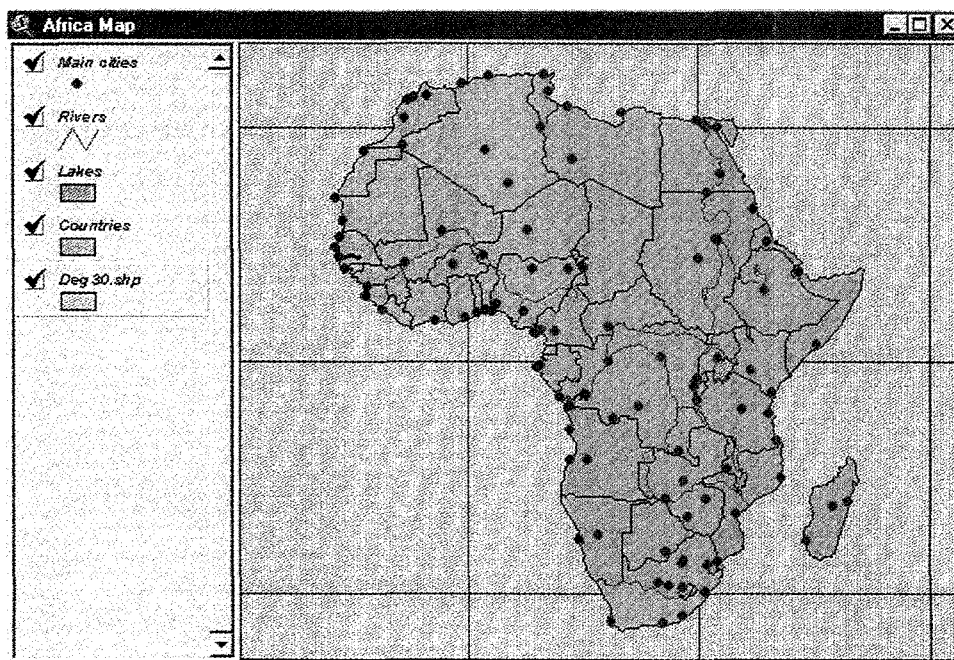 Africa Map
Main cities
Rivers
Lakes
Countries
Deg 30.shp